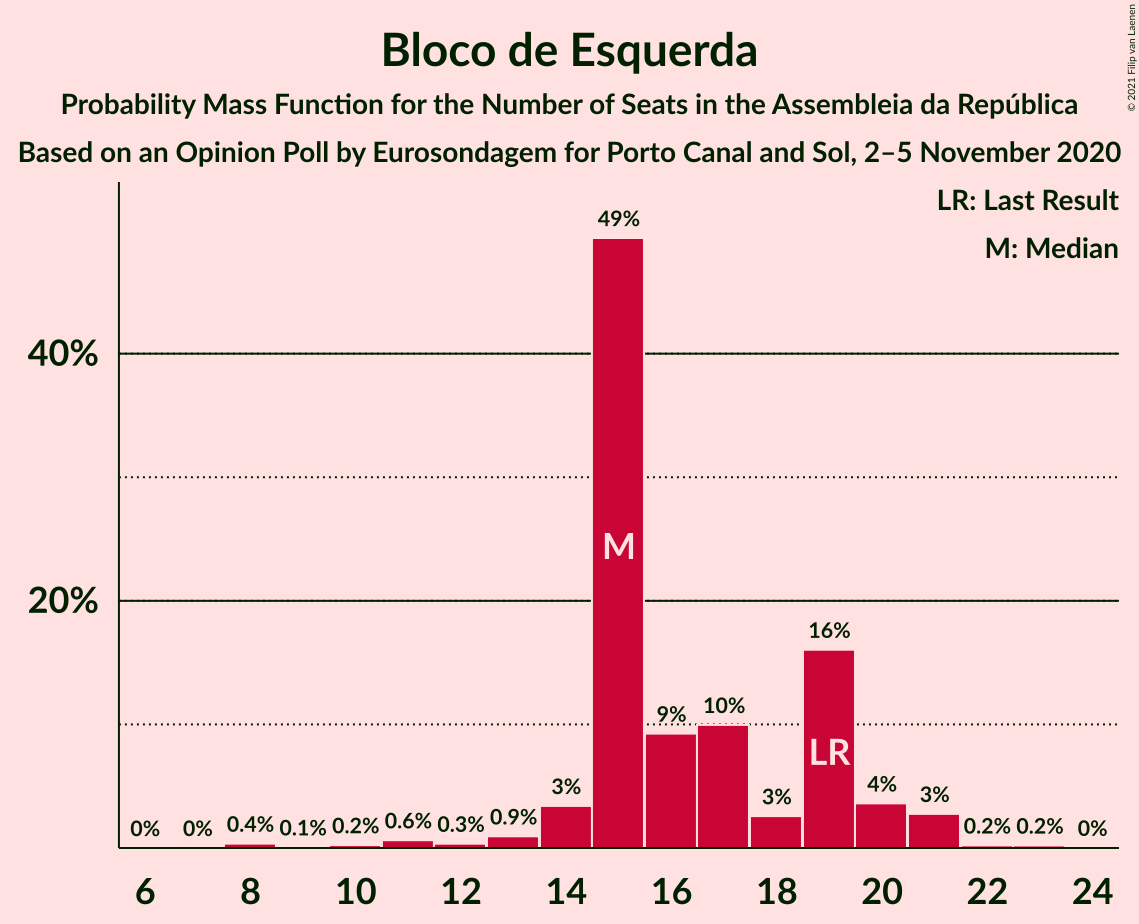 © 2021 Filip van Laenen
Bloco de Esquerda
Probability Mass Function for the Number of Seats in the Assembleia da República
Based on an Opinion Poll by Eurosondagem for Porto Canal and Sol, 2–5 November 2020
LR: Last Result
M: Median
40%
20%
0% 0% 0.4% 0.1% 0.2% 0.6% 0.3% 0.9% 3% 49% 9% 10% 3% 16% 4% 3% 0.2% 0.2% 0%
M
LR
6 8 10 12 14 16 18 20 22 24